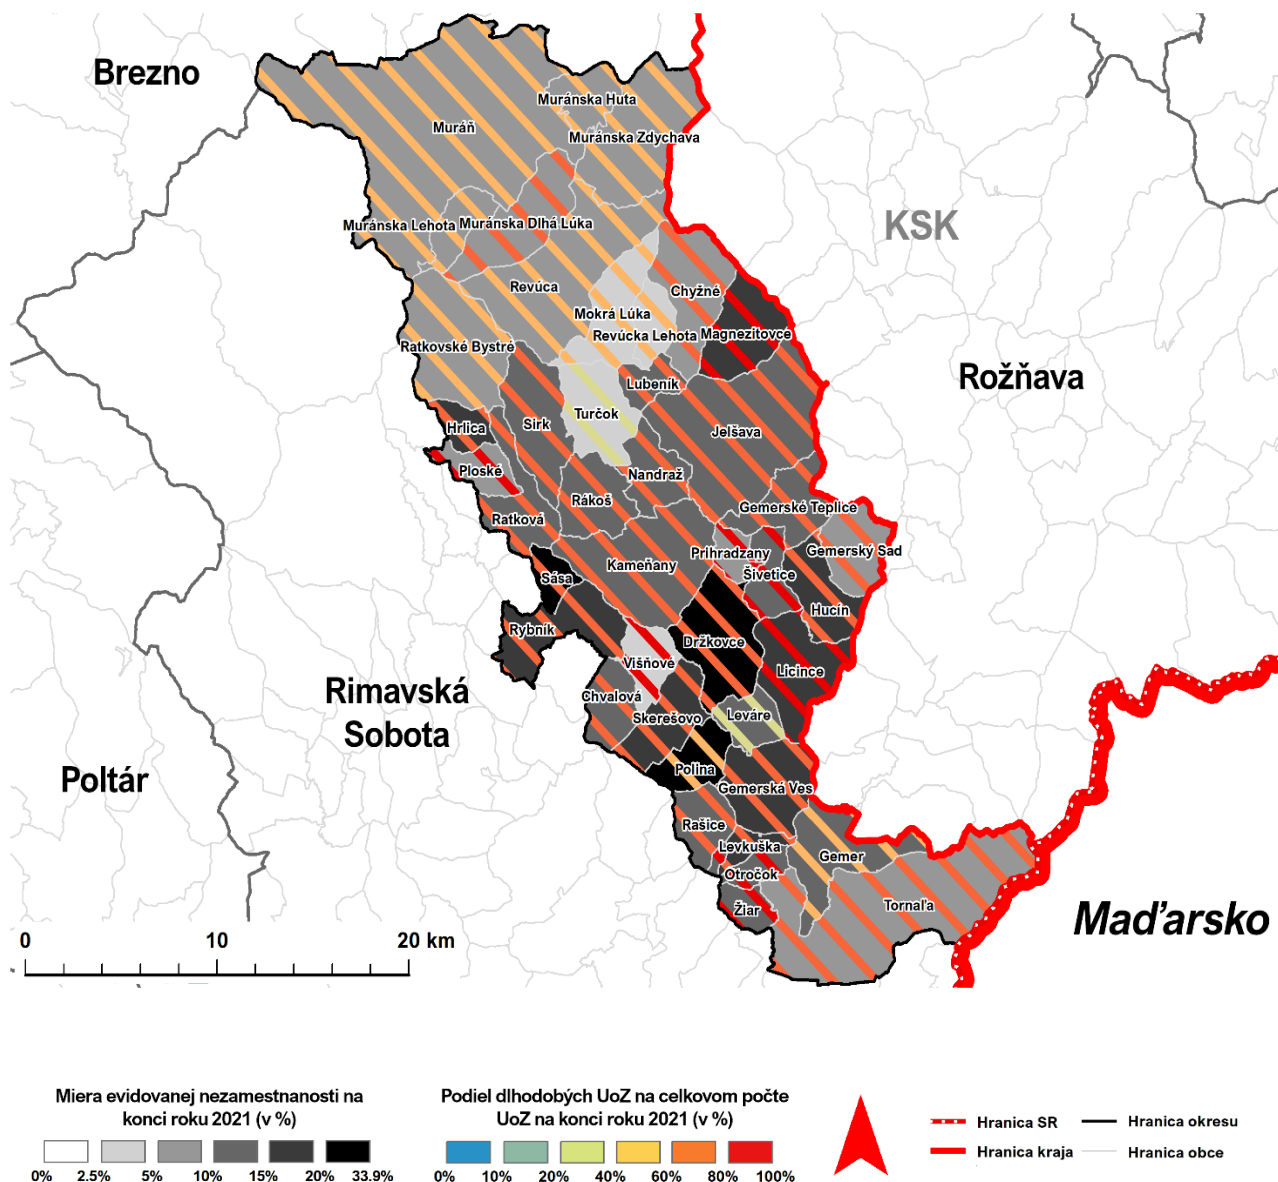 Brezno
Muránska Huta
Muráň
Muránska Zdychava
Muránska Lehota
Muránska Dlhá Lúka
KSK
Revúca
Chyžné
Mokrá Lúka
Revúcka Lehota
Magnezitovce
Ratkovské Bystré
Rožňava
Lubeník
Turčok
Hrlica
Sirk
Jelšava
Ploské
Nandraž
Rákoš
Gemerské Teplice
Ratková
Prihradzany
Gemerský Sad
Kameňany
Šivetice
Sása
Hucín
Rybník
Držkovce
Višňové
Licince
Rimavská
Sobota
Chvalová
Skerešovo
Leváre
Poltár
Polina
Gemerská Ves
Rašice
Levkuška
Gemer
Otročok
Žiar
Tornaľa
Maďarsko
0 10 20 km
Miera evidovanej nezamestnanosti na
konci roku 2021 (v %)
0% 2.5% 5% 10% 15% 20% 33.9%
Podiel dlhodobých UoZ na celkovom počte
UoZ na konci roku 2021 (v %)
0% 10% 20% 40% 60% 80% 100%
Hranica SR
Hranica okresu
Hranica kraja
Hranica obce